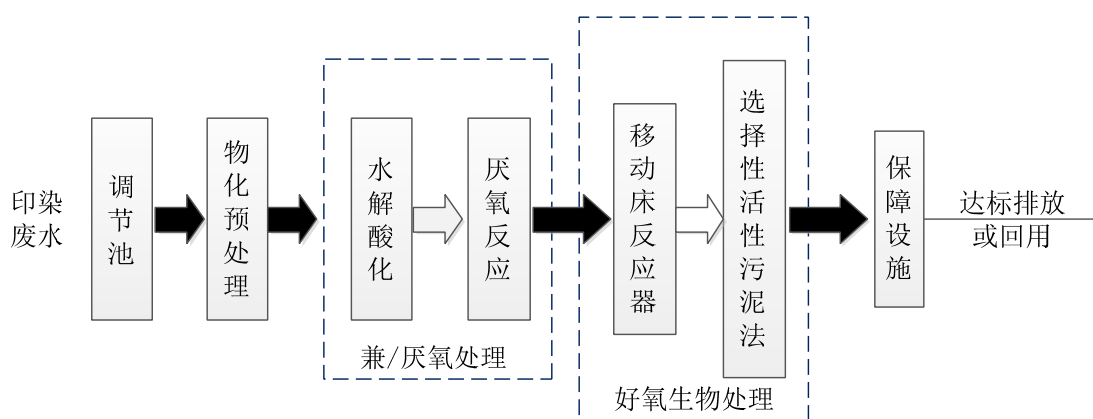 印染
废水
调节池
物化预处理
水解酸化
厌氧反应
兼/厌氧处理
移动床反应器
选择性活性污泥法
好氧生物处理
保障设施
达标排放
或回用